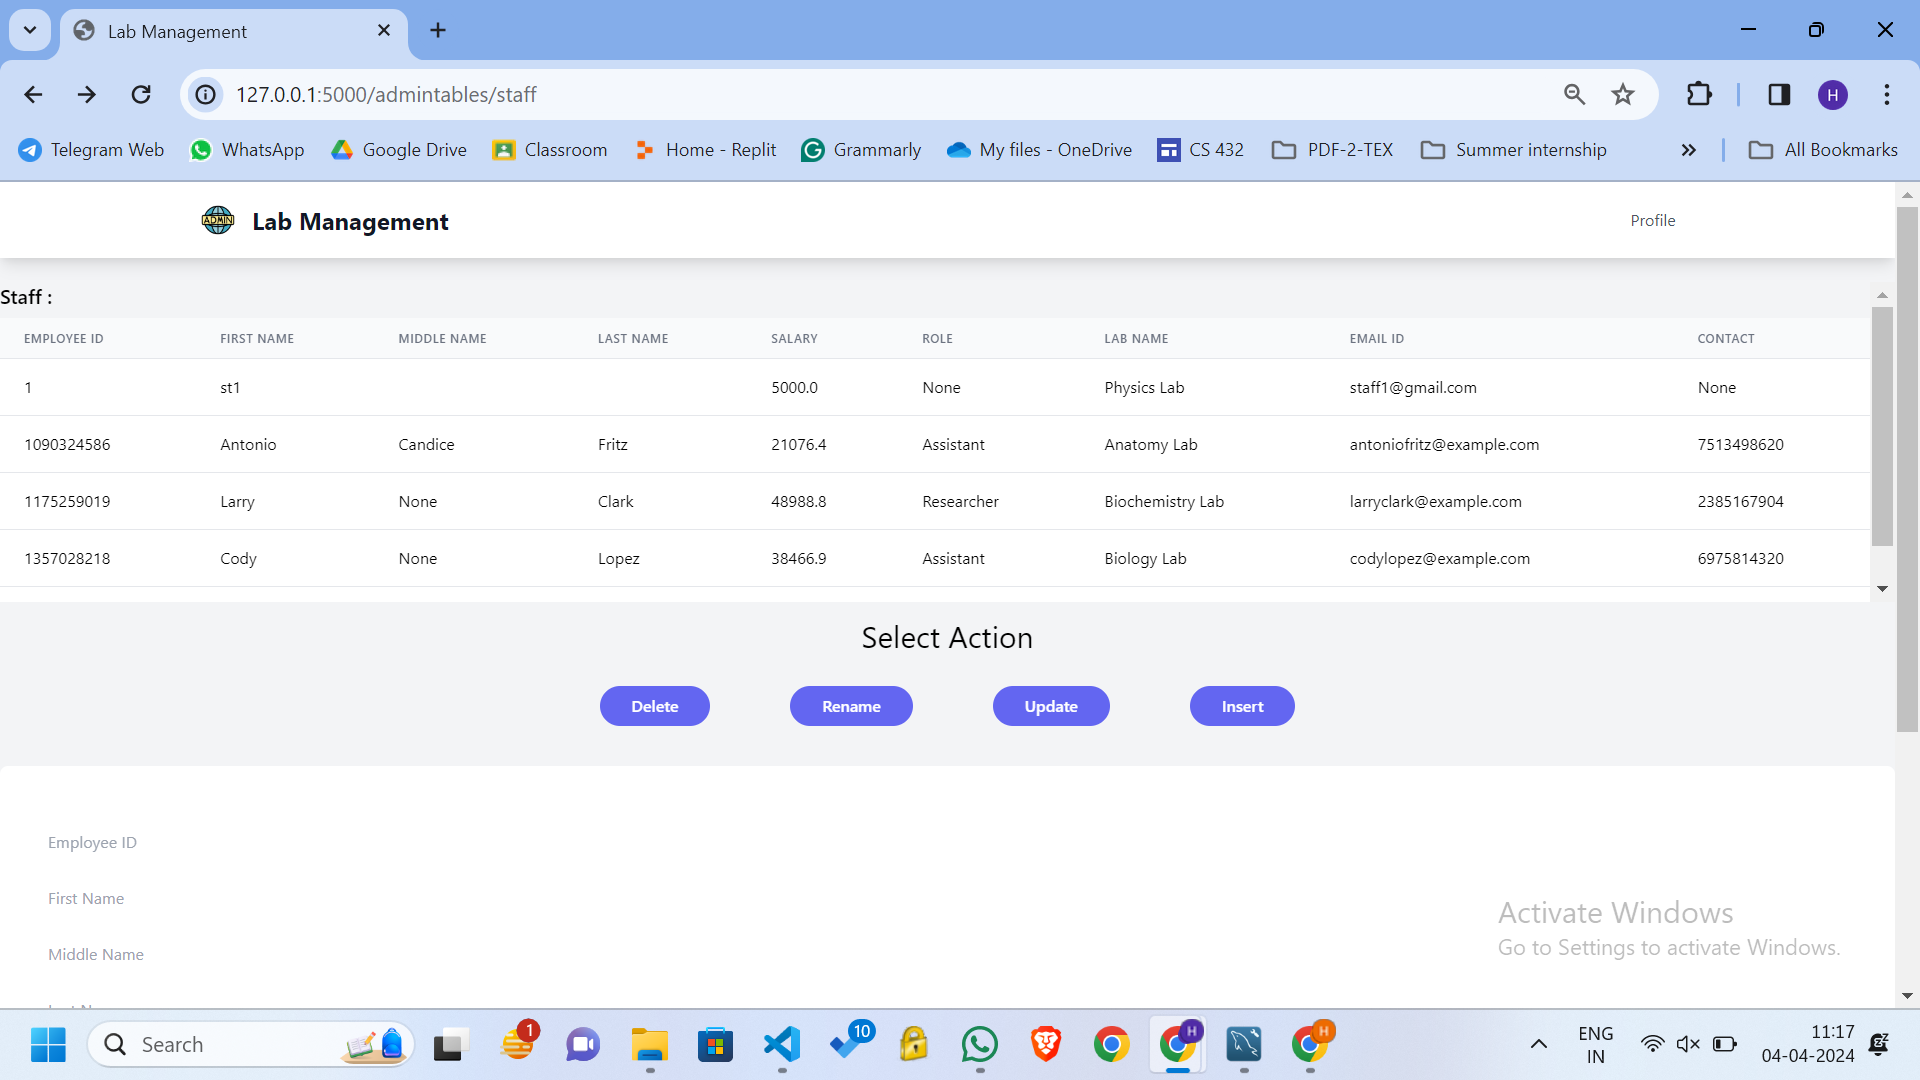 Lab Management
127.0.0.1:5000/admintables/staff
H
Telegram Web WhatsApp Google Drive Classroom Home - Replit Grammarly My files - OneDrive CS 432 PDF-2-TEX Summer internship » All Bookmarks
ADMIN Lab Management Profile
Staff :
EMPLOYEE ID FIRST NAME MIDDLE NAME LAST NAME SALARY ROLE LAB NAME EMAIL ID CONTACT
1 st1 5000.0 None Physics Lab staff1@gmail.com None
1090324586 Antonio Candice Fritz 21076.4 Assistant Anatomy Lab antoniofritz@example.com 7513498620
1175259019 Larry None Clark 48988.8 Researcher Biochemistry Lab larryclark@example.com 2385167904
1357028218 Cody None Lopez 38466.9 Assistant Biology Lab codylopez@example.com 6975814320
Select Action
Delete Rename Update Insert
Employee ID
First Name
Middle Name
Activate Windows
Go to Settings to activate Windows.
Search 1 10 H H
ENG
IN
11:17
04-04-2024